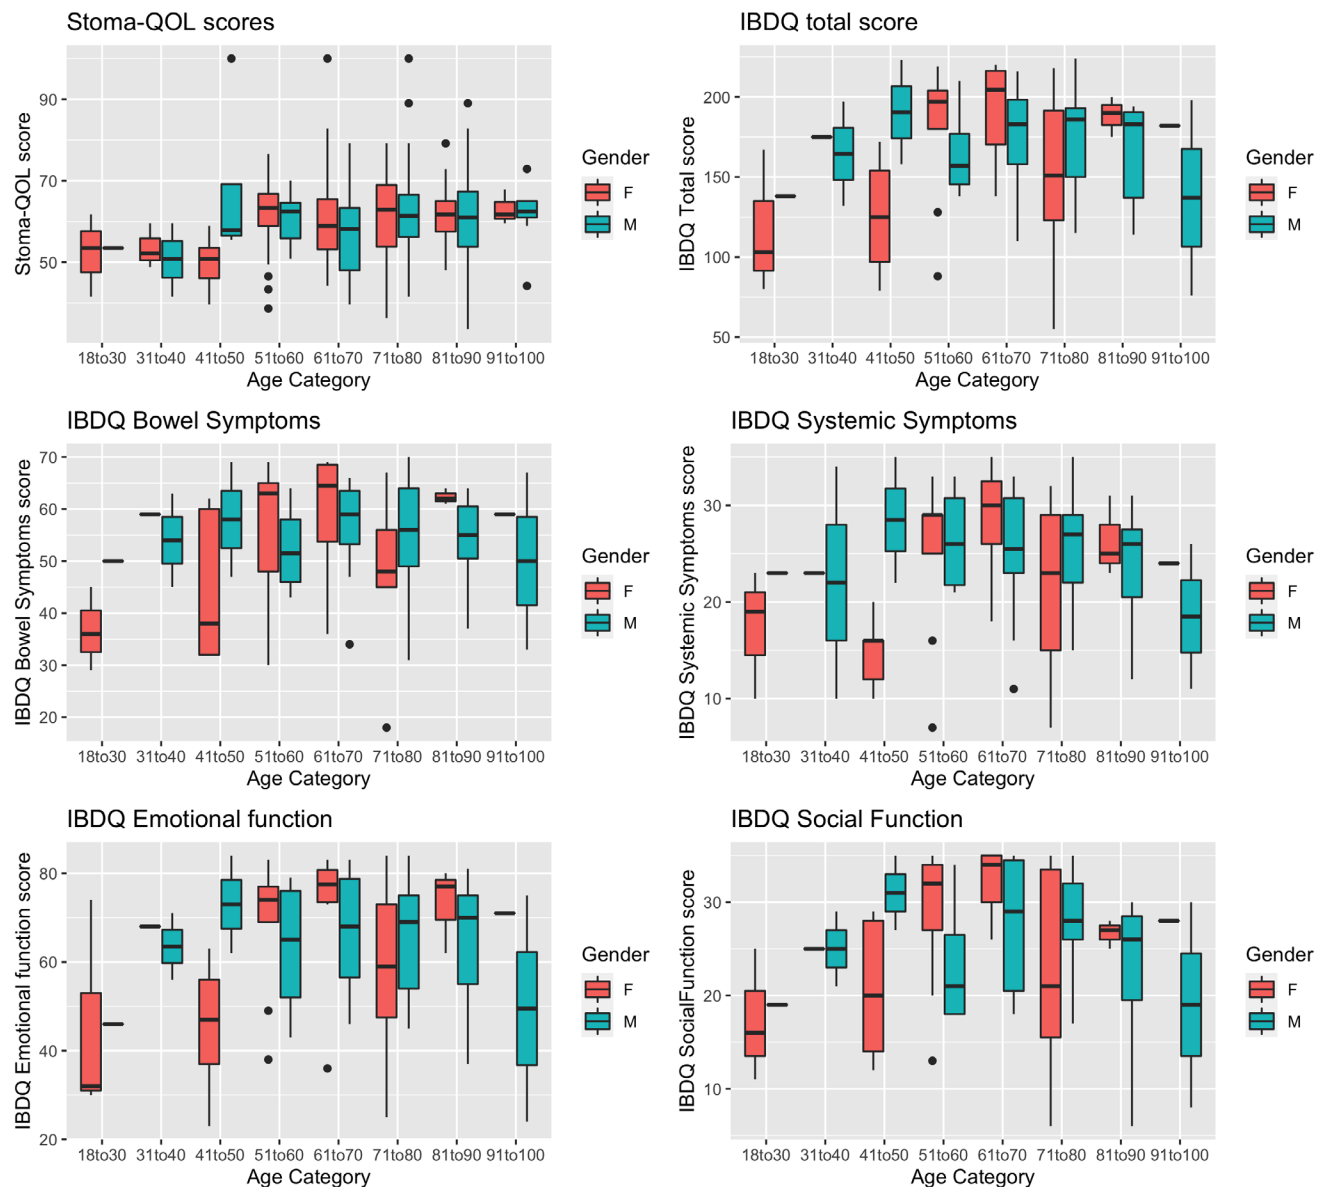 Stoma-QOL scores
Stoma-QOL score
90
70
50
18to30 31to40 41to50 51to60 61to70 71to80 81to90 91to100
Age Category
Gender
F
M
IBDQ total score
IBDQ Total score
200
150
100
50
18to30 31to40 41to50 51to60 61to70 71to80 81to90 91to100
Age Category
Gender
F
M
IBDQ Bowel Symptoms
IBDQ Bowel Symptoms score
70
60
50
40
30
20
18to30 31to40 41to50 51to60 61to70 71to80 81to90 91to100
Age Category
Gender
F
M
IBDQ Systemic Symptoms
IBDQ Systemic Symptoms score
30
20
10
18to30 31to40 41to50 51to60 61to70 71to80 81to90 91to100
Age Category
Gender
F
M
IBDQ Emotional function
IBDQ Emotional function score
80
60
40
20
18to30 31to40 41to50 51to60 61to70 71to80 81to90 91to100
Age Category
Gender
F
M
IBDQ Social Function
IBDQ SocialFunction score
30
20
10
18to30 31to40 41to50 51to60 61to70 71to80 81to90 91to100
Age Category
Gender
F
M